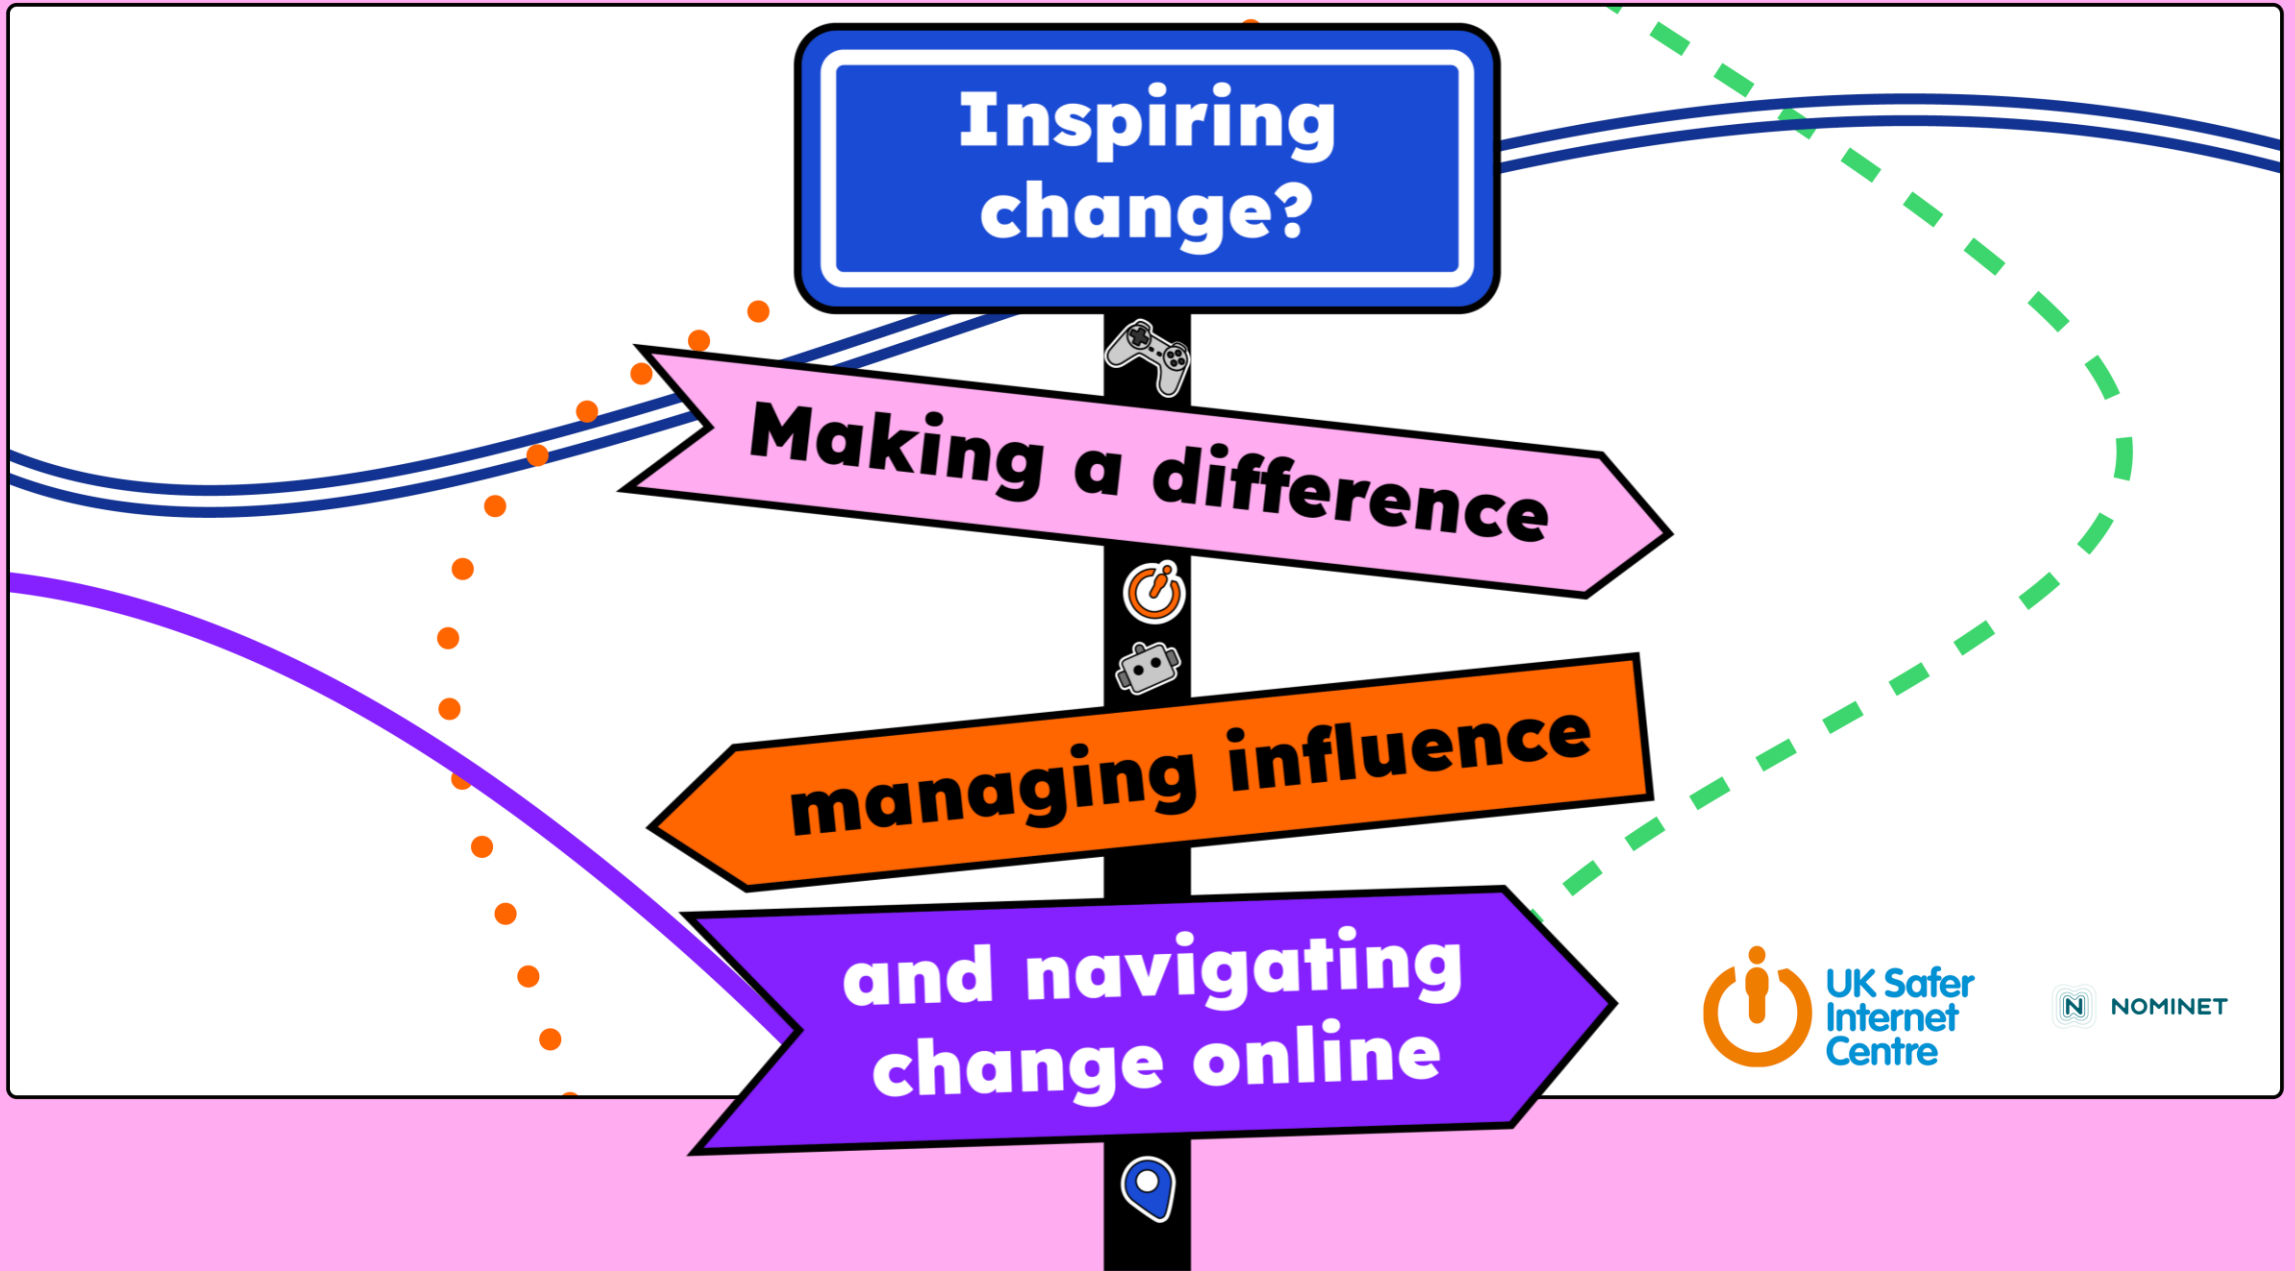 Inspiring
change?
Making a difference
managing influence
and navigating
change online
UK Safer
Internet
Centre
N NOMINET